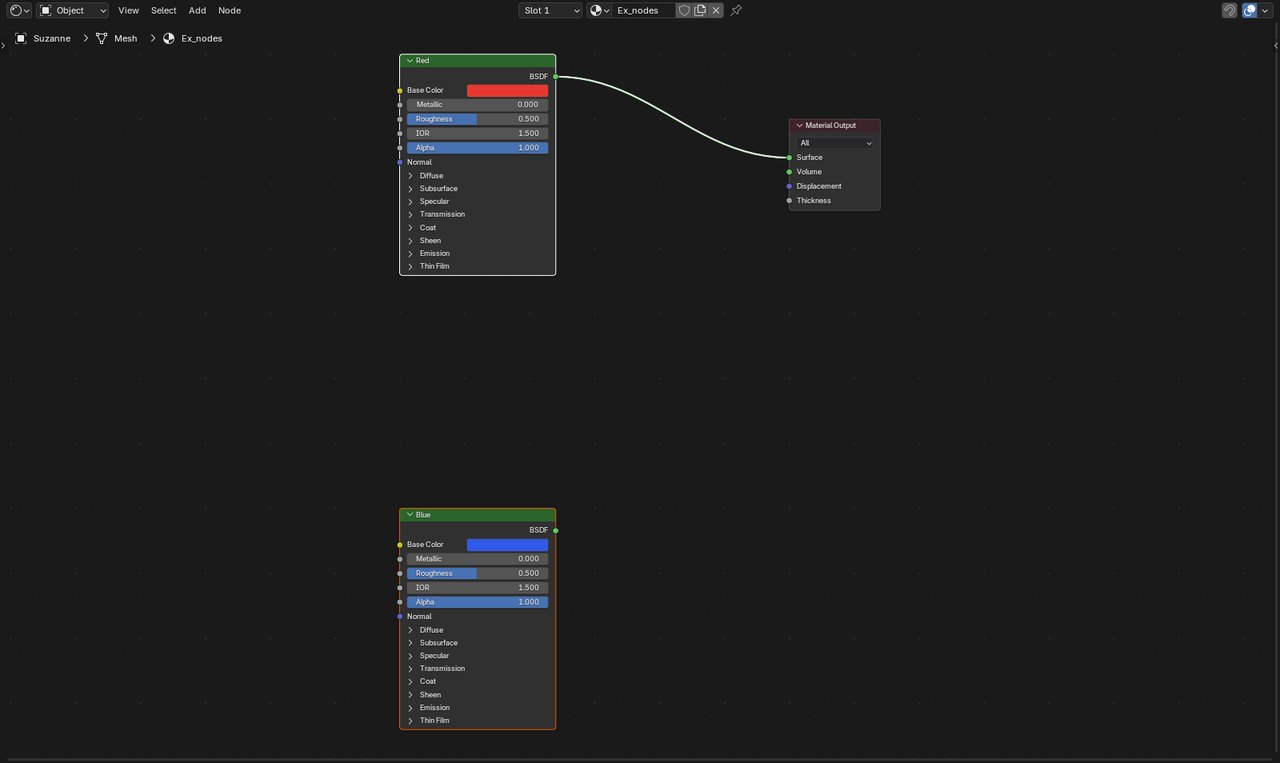 Object View Select Add Node Slot 1 Ex_nodes
Suzanne Mesh Ex_nodes
Red
BSDF
Base Color
Metallic 0.000
Roughness 0.500
IOR 1.500
Alpha 1.000
Normal
Diffuse
Subsurface
Specular
Transmission
Coat
Sheen
Emission
Thin Film
Material Output
All
Surface
Volume
Displacement
Thickness
Blue
BSDF
Base Color
Metallic 0.000
Roughness 0.500
IOR 1.500
Alpha 1.000
Normal
Diffuse
Subsurface
Specular
Transmission
Coat
Sheen
Emission
Thin Film